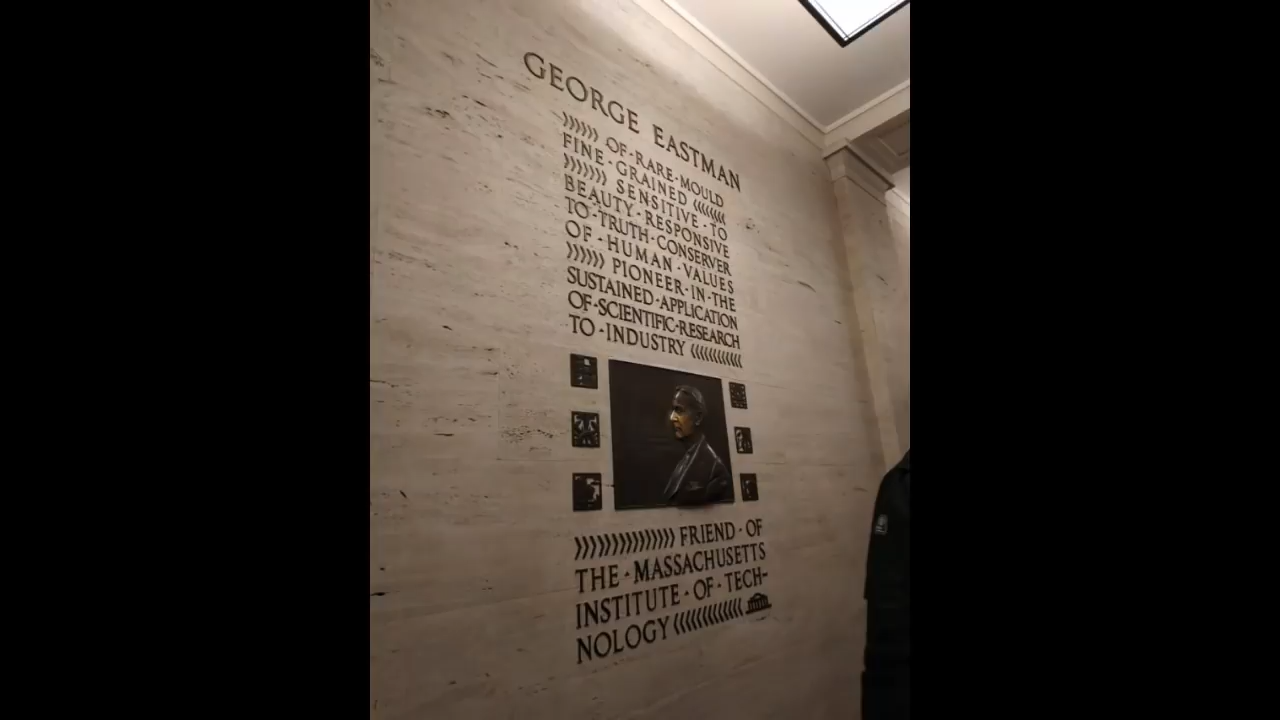 GEORGE EASTMAN
OF·RARE·MOULD
FINE·GRAINED
SENSITIVE·TO
BEAUTY·RESPONSIVE
TO·TRUTH·CONSERVER
OF·HUMAN·VALUES
PIONEER·IN·THE
SUSTAINED·APPLICATION
OF·SCIENTIFIC·RESEARCH
TO·INDUSTRY
FRIEND·OF
THE·MASSACHUSETTS
INSTITUTE·OF·TECH-
NOLOGY